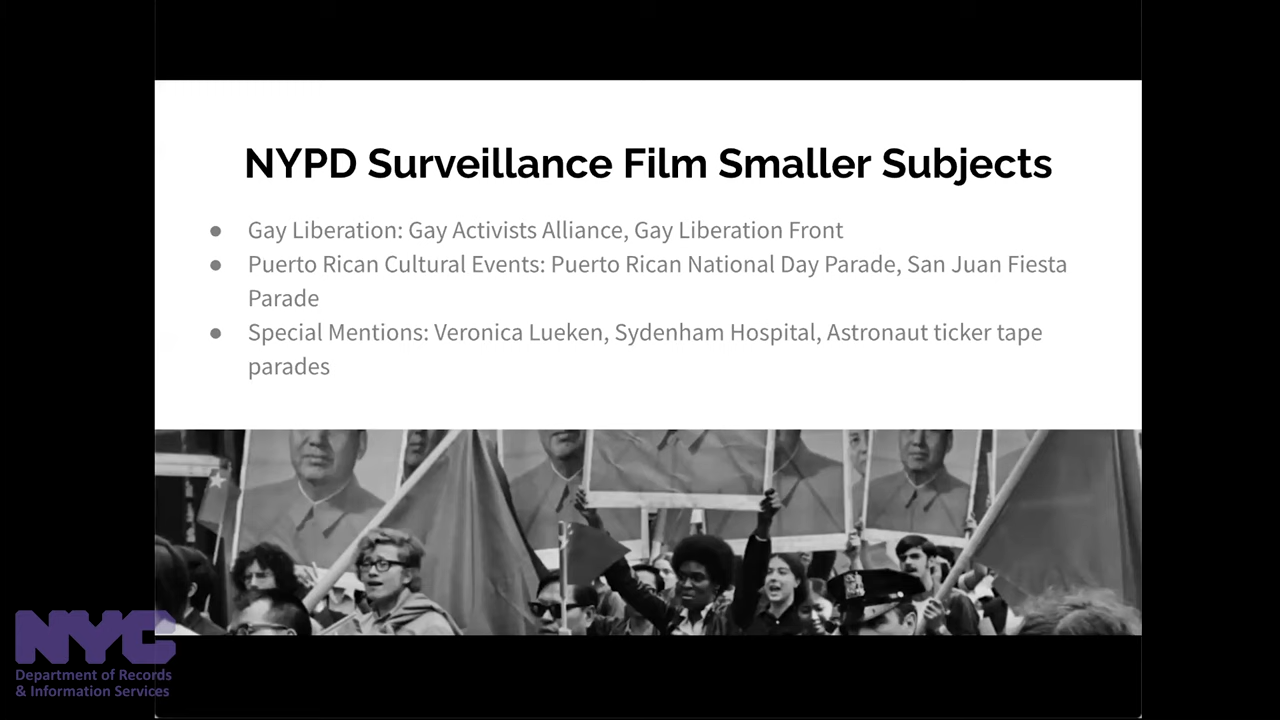 NYPD Surveillance Film Smaller Subjects
● Gay Liberation: Gay Activists Alliance, Gay Liberation Front
● Puerto Rican Cultural Events: Puerto Rican National Day Parade, San Juan Fiesta
Parade
● Special Mentions: Veronica Lueken, Sydenham Hospital, Astronaut ticker tape
parades
NYC
Department of Records
& Information Services